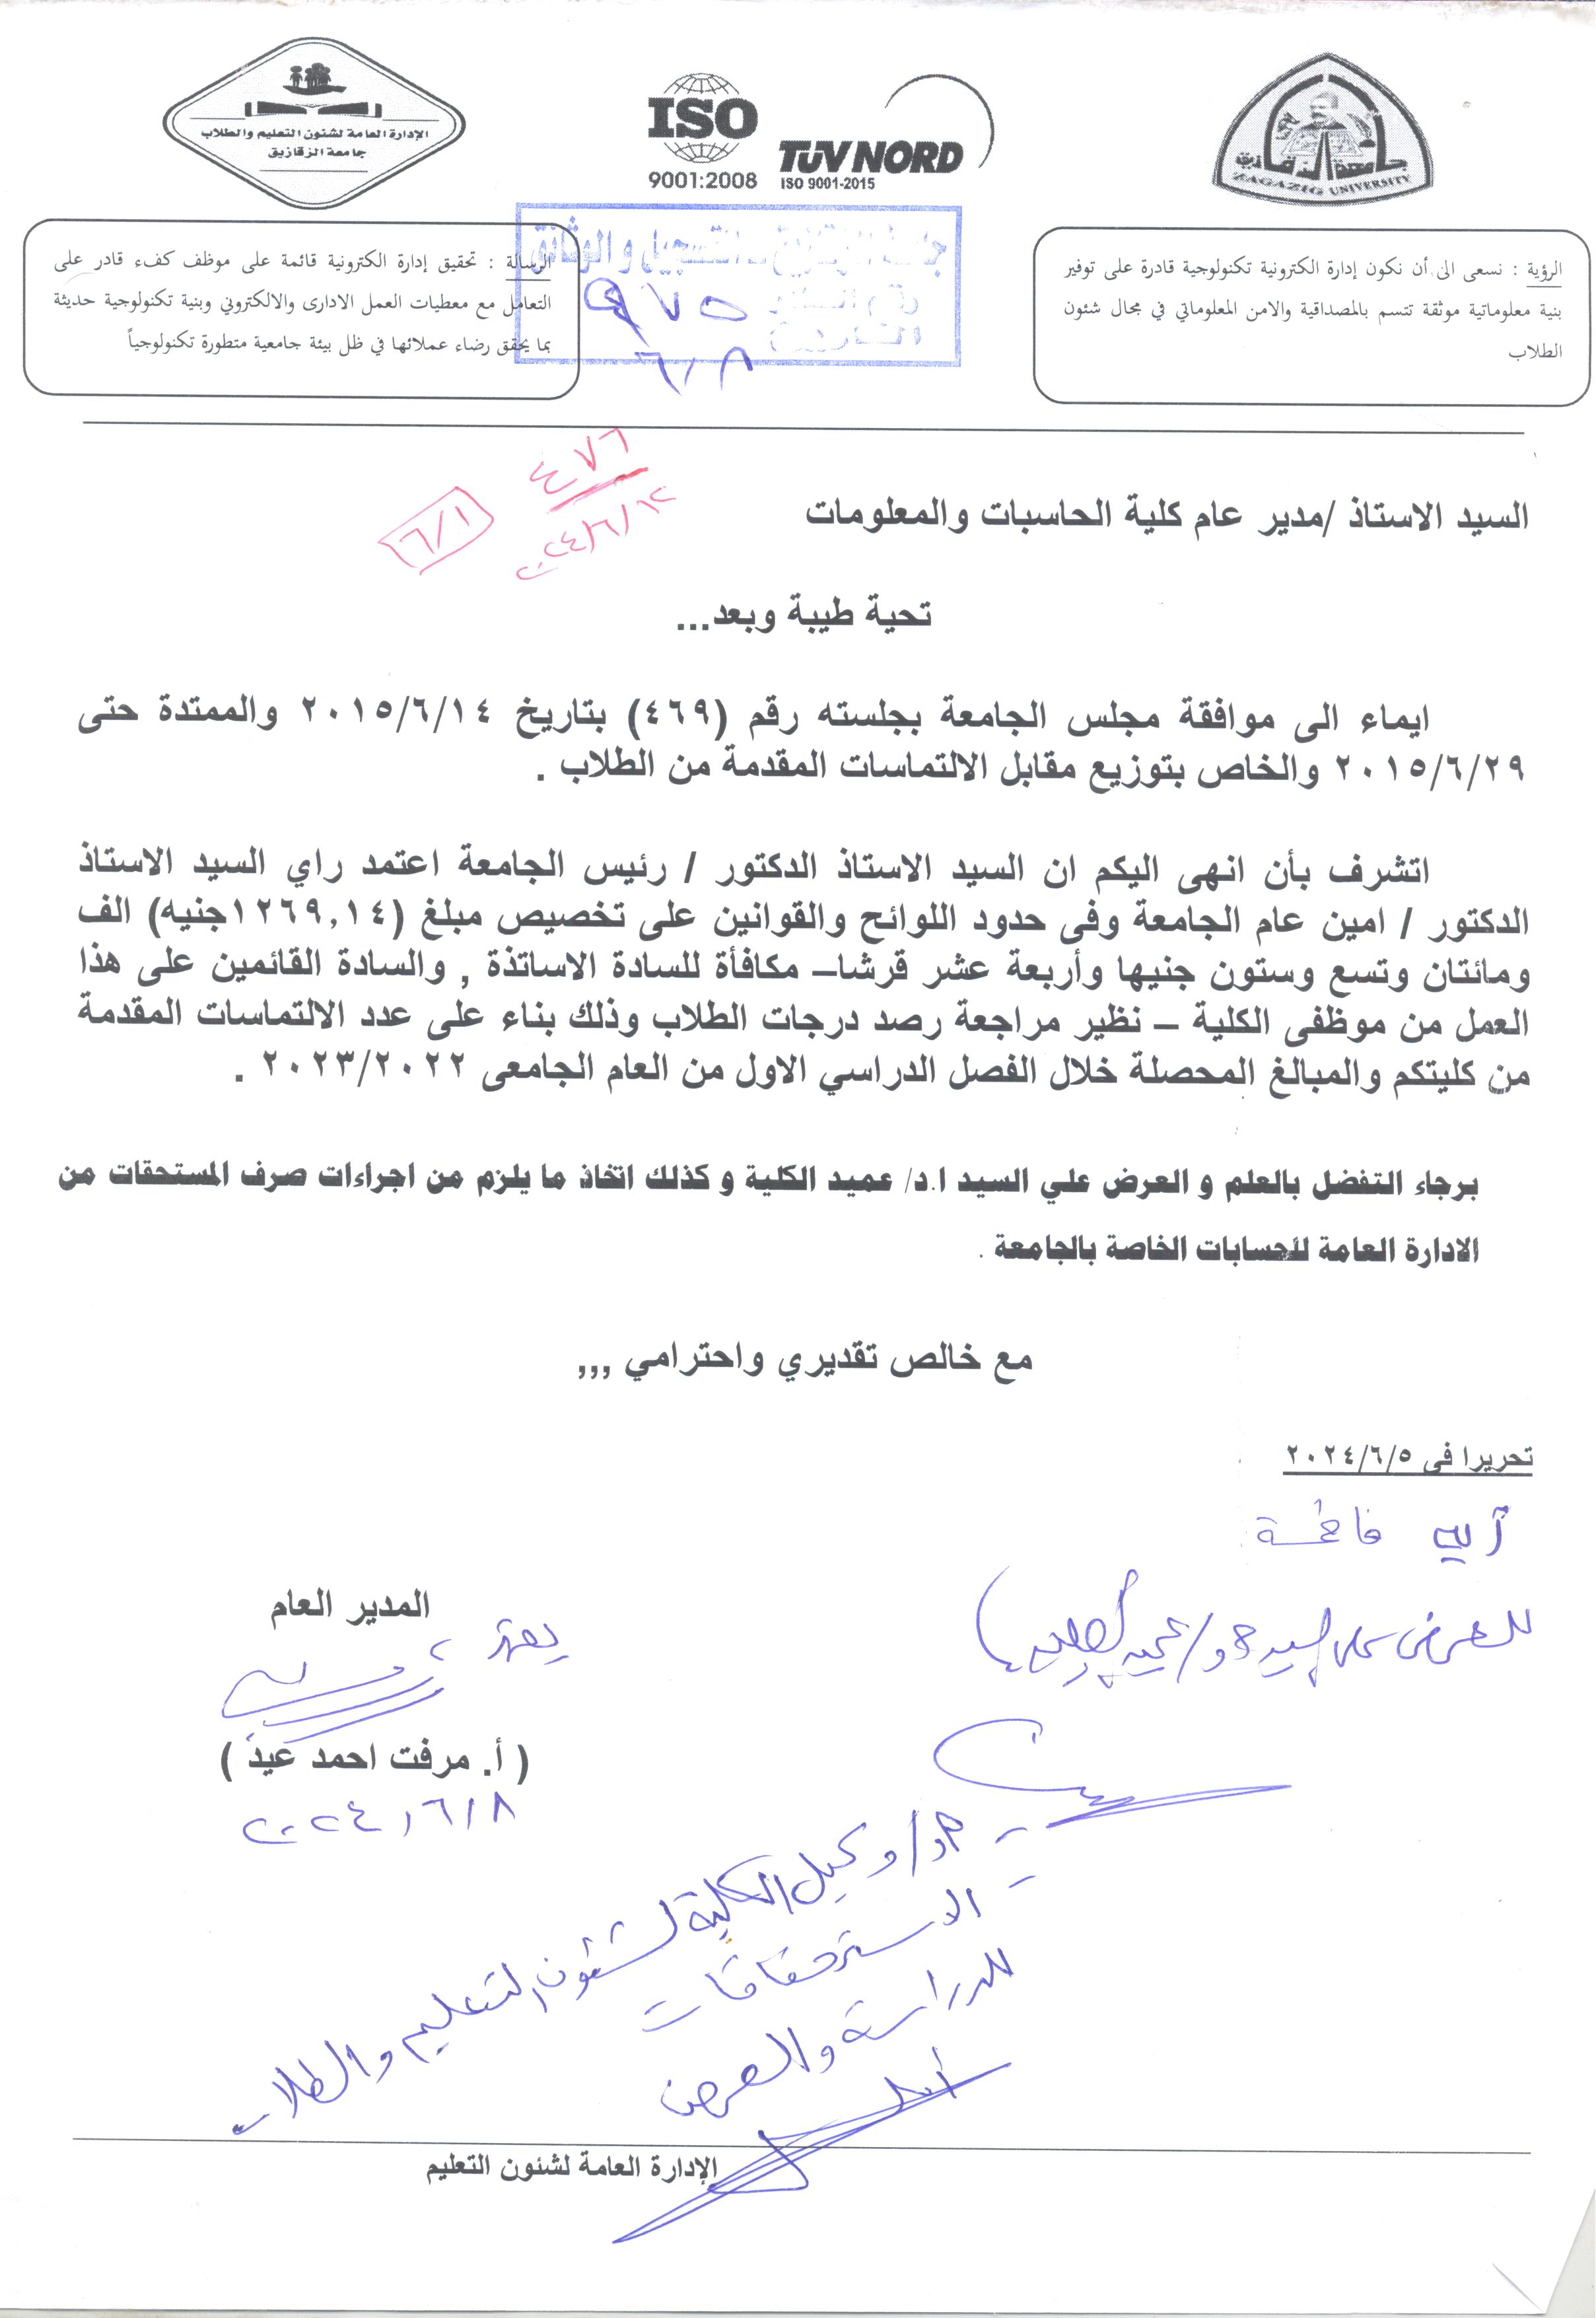 جامعة الزقازيق
ZAGAZIG UNIVERSITY
ISO
9001:2008
TÜV NORD
ISO 9001-2015
الإدارة العامة لشئون التعليم والطلاب
جامعة الزقازيق
الرؤية : نسعى الى أن نكون إدارة الكترونية تكنولوجية قادرة على توفير
بنية معلوماتية موثقة تتسم بالمصداقية والامن المعلوماتي في مجال شئون
الطلاب
الرسالة : تحقيق إدارة الكترونية قائمة على موظف كفء قادر على
التعامل مع معطيات العمل الادارى والالكتروني وبنية تكنولوجية حديثة
بما يحقق رضاء عملائها في ظل بيئة جامعية متطورة تكنولوجياً
٩٧٥
٦/٨
٤٧٦
٢٠٢٤/٦/١٢
٦/١
السيد الاستاذ /مدير عام كلية الحاسبات والمعلومات
تحية طيبة وبعد...
ايماء الى موافقة مجلس الجامعة بجلسته رقم (٤٦٩) بتاريخ ٢٠١٥/٦/١٤ والممتدة حتى
٢٠١٥/٦/٢٩ والخاص بتوزيع مقابل الالتماسات المقدمة من الطلاب .
اتشرف بأن انهى اليكم ان السيد الاستاذ الدكتور / رئيس الجامعة اعتمد راي السيد الاستاذ
الدكتور / امين عام الجامعة وفى حدود اللوائح والقوانين على تخصيص مبلغ (١٢٦٩,١٤جنيه) الف
ومائتان وتسع وستون جنيها وأربعة عشر قرشا– مكافأة للسادة الاساتذة , والسادة القائمين على هذا
العمل من موظفى الكلية – نظير مراجعة رصد درجات الطلاب وذلك بناء على عدد الالتماسات المقدمة
من كليتكم والمبالغ المحصلة خلال الفصل الدراسي الاول من العام الجامعى ٢٠٢٣/٢٠٢٢ .
برجاء التفضل بالعلم و العرض علي السيد ا.د/ عميد الكلية و كذلك اتخاذ ما يلزم من اجراءات صرف المستحقات من
الادارة العامة للحسابات الخاصة بالجامعة .
مع خالص تقديري واحترامي ,,,
تحريرا فى ٢٠٢٤/٦/٥
فاطمة
المدير العام
يعتمد
( أ. مرفت احمد عيد )
٢٠٢٤/٦/٨
وكيل الكلية لشئون التعليم والطلاب
الاستحقاقات
للدراسة والعرض
الإدارة العامة لشئون التعليم